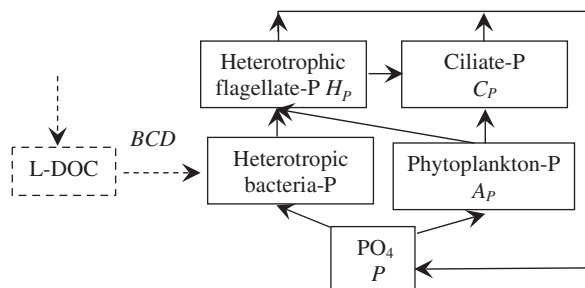 Heterotrophic
flagellate-P H_P
Ciliate-P
C_P
BCD
L-DOC
Heterotropic
bacteria-P
Phytoplankton-P
A_P
PO₄
P